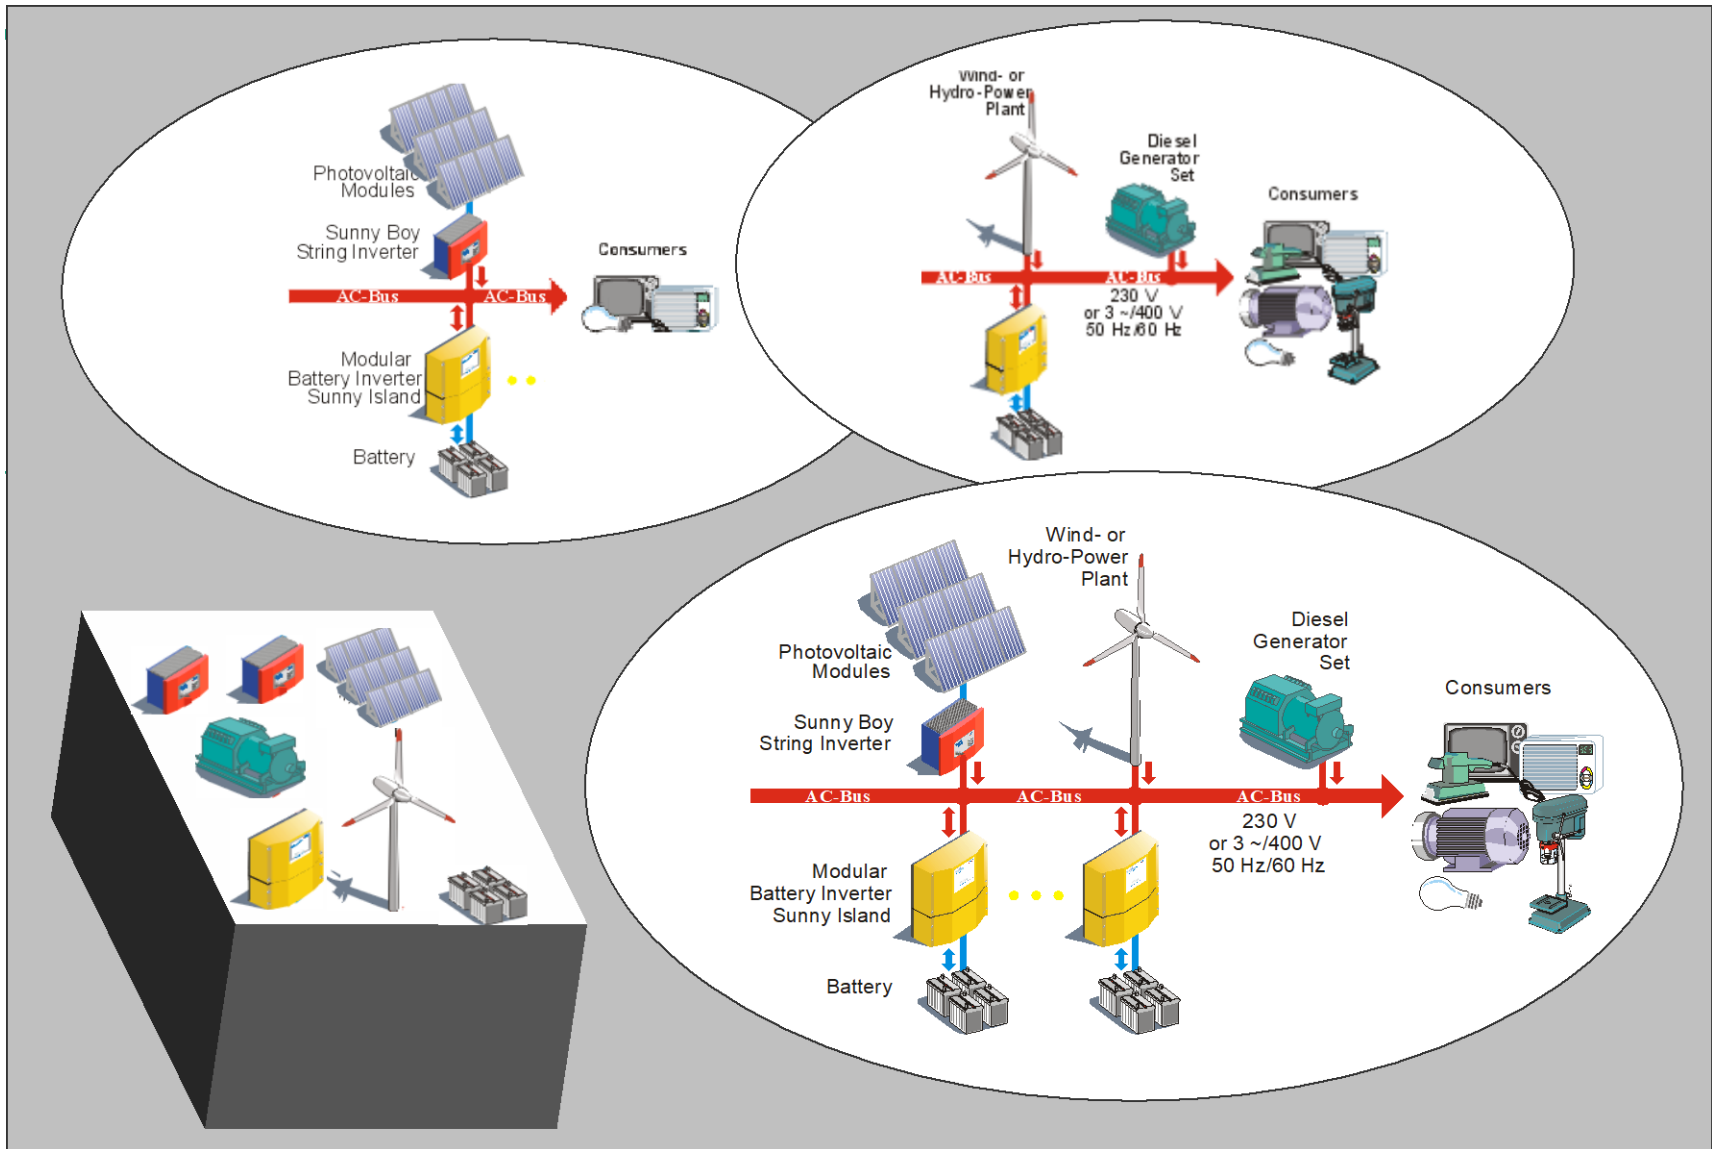 Photovoltaic
Modules
Sunny Boy
String Inverter
Consumers
AC-Bus
AC-Bus
Modular
Battery Inverter
Sunny Island
Battery
Wind- or
Hydro-Power
Plant
Diesel
Generator
Set
Consumers
AC-Bus
AC-Bus
230 V
or 3 ~/400 V
50 Hz/60 Hz
Wind- or
Hydro-Power
Plant
Photovoltaic
Modules
Diesel
Generator
Set
Consumers
Sunny Boy
String Inverter
AC-Bus
AC-Bus
AC-Bus
230 V
or 3 ~/400 V
50 Hz/60 Hz
Modular
Battery Inverter
Sunny Island
Battery